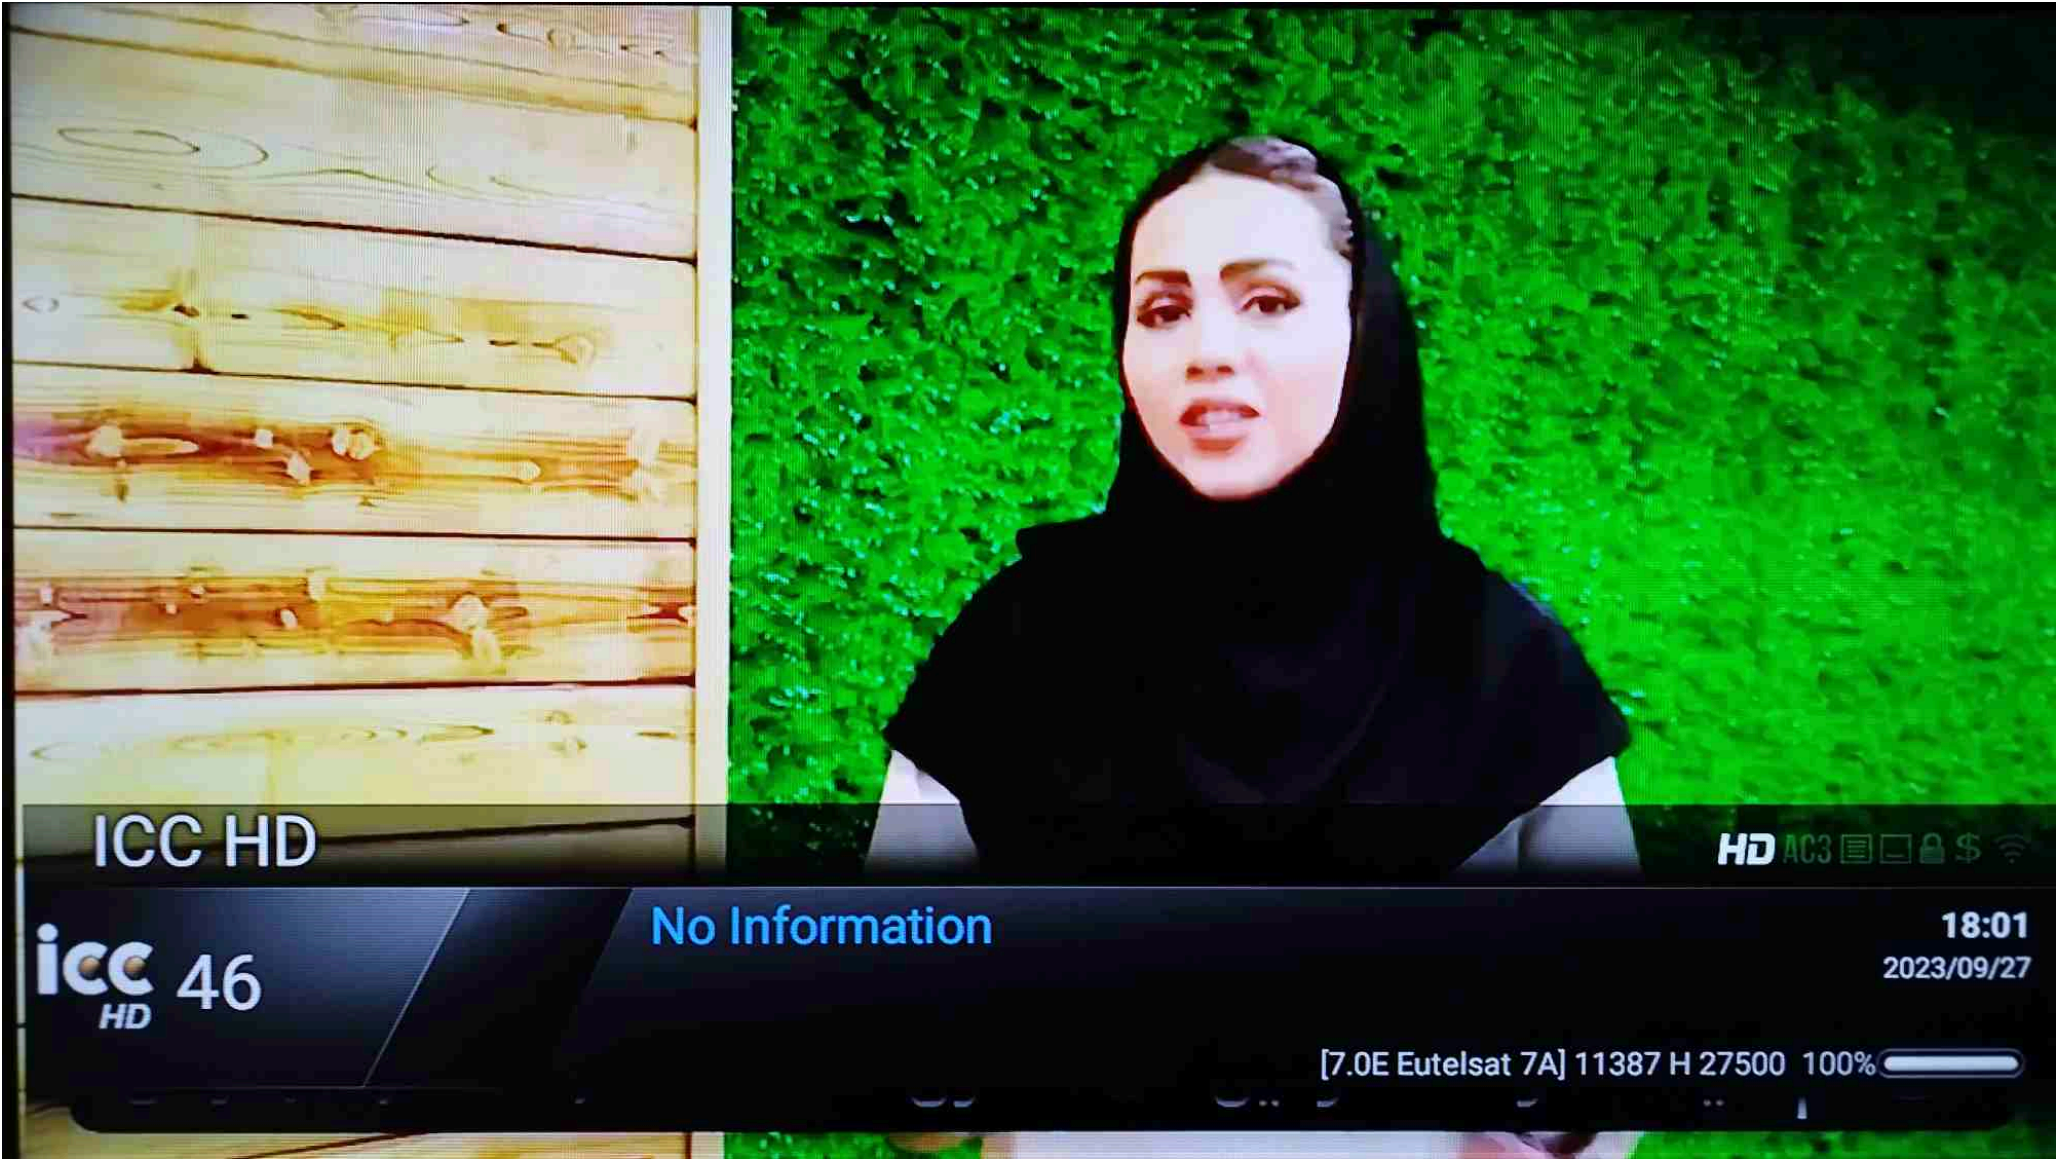 ICC HD
HD AC3 $
icc
HD
46
No Information
18:01
2023/09/27
[7.0E Eutelsat 7A] 11387 H 27500 100%